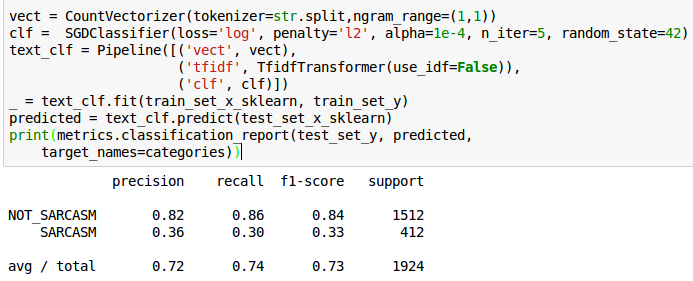 vect = CountVectorizer(tokenizer=str.split,ngram_range=(1,1))
clf =  SGDClassifier(loss='log', penalty='l2', alpha=1e-4, n_iter=5, random_state=42)
text_clf = Pipeline([('vect', vect),
                     ('tfidf', TfidfTransformer(use_idf=False)),
                     ('clf', clf)])
_ = text_clf.fit(train_set_x_sklearn, train_set_y)
predicted = text_clf.predict(test_set_x_sklearn)
print(metrics.classification_report(test_set_y, predicted,
    target_names=categories))
             precision    recall  f1-score   support
NOT_SARCASM       0.82      0.86      0.84      1512
    SARCASM       0.36      0.30      0.33       412
avg / total       0.72      0.74      0.73      1924